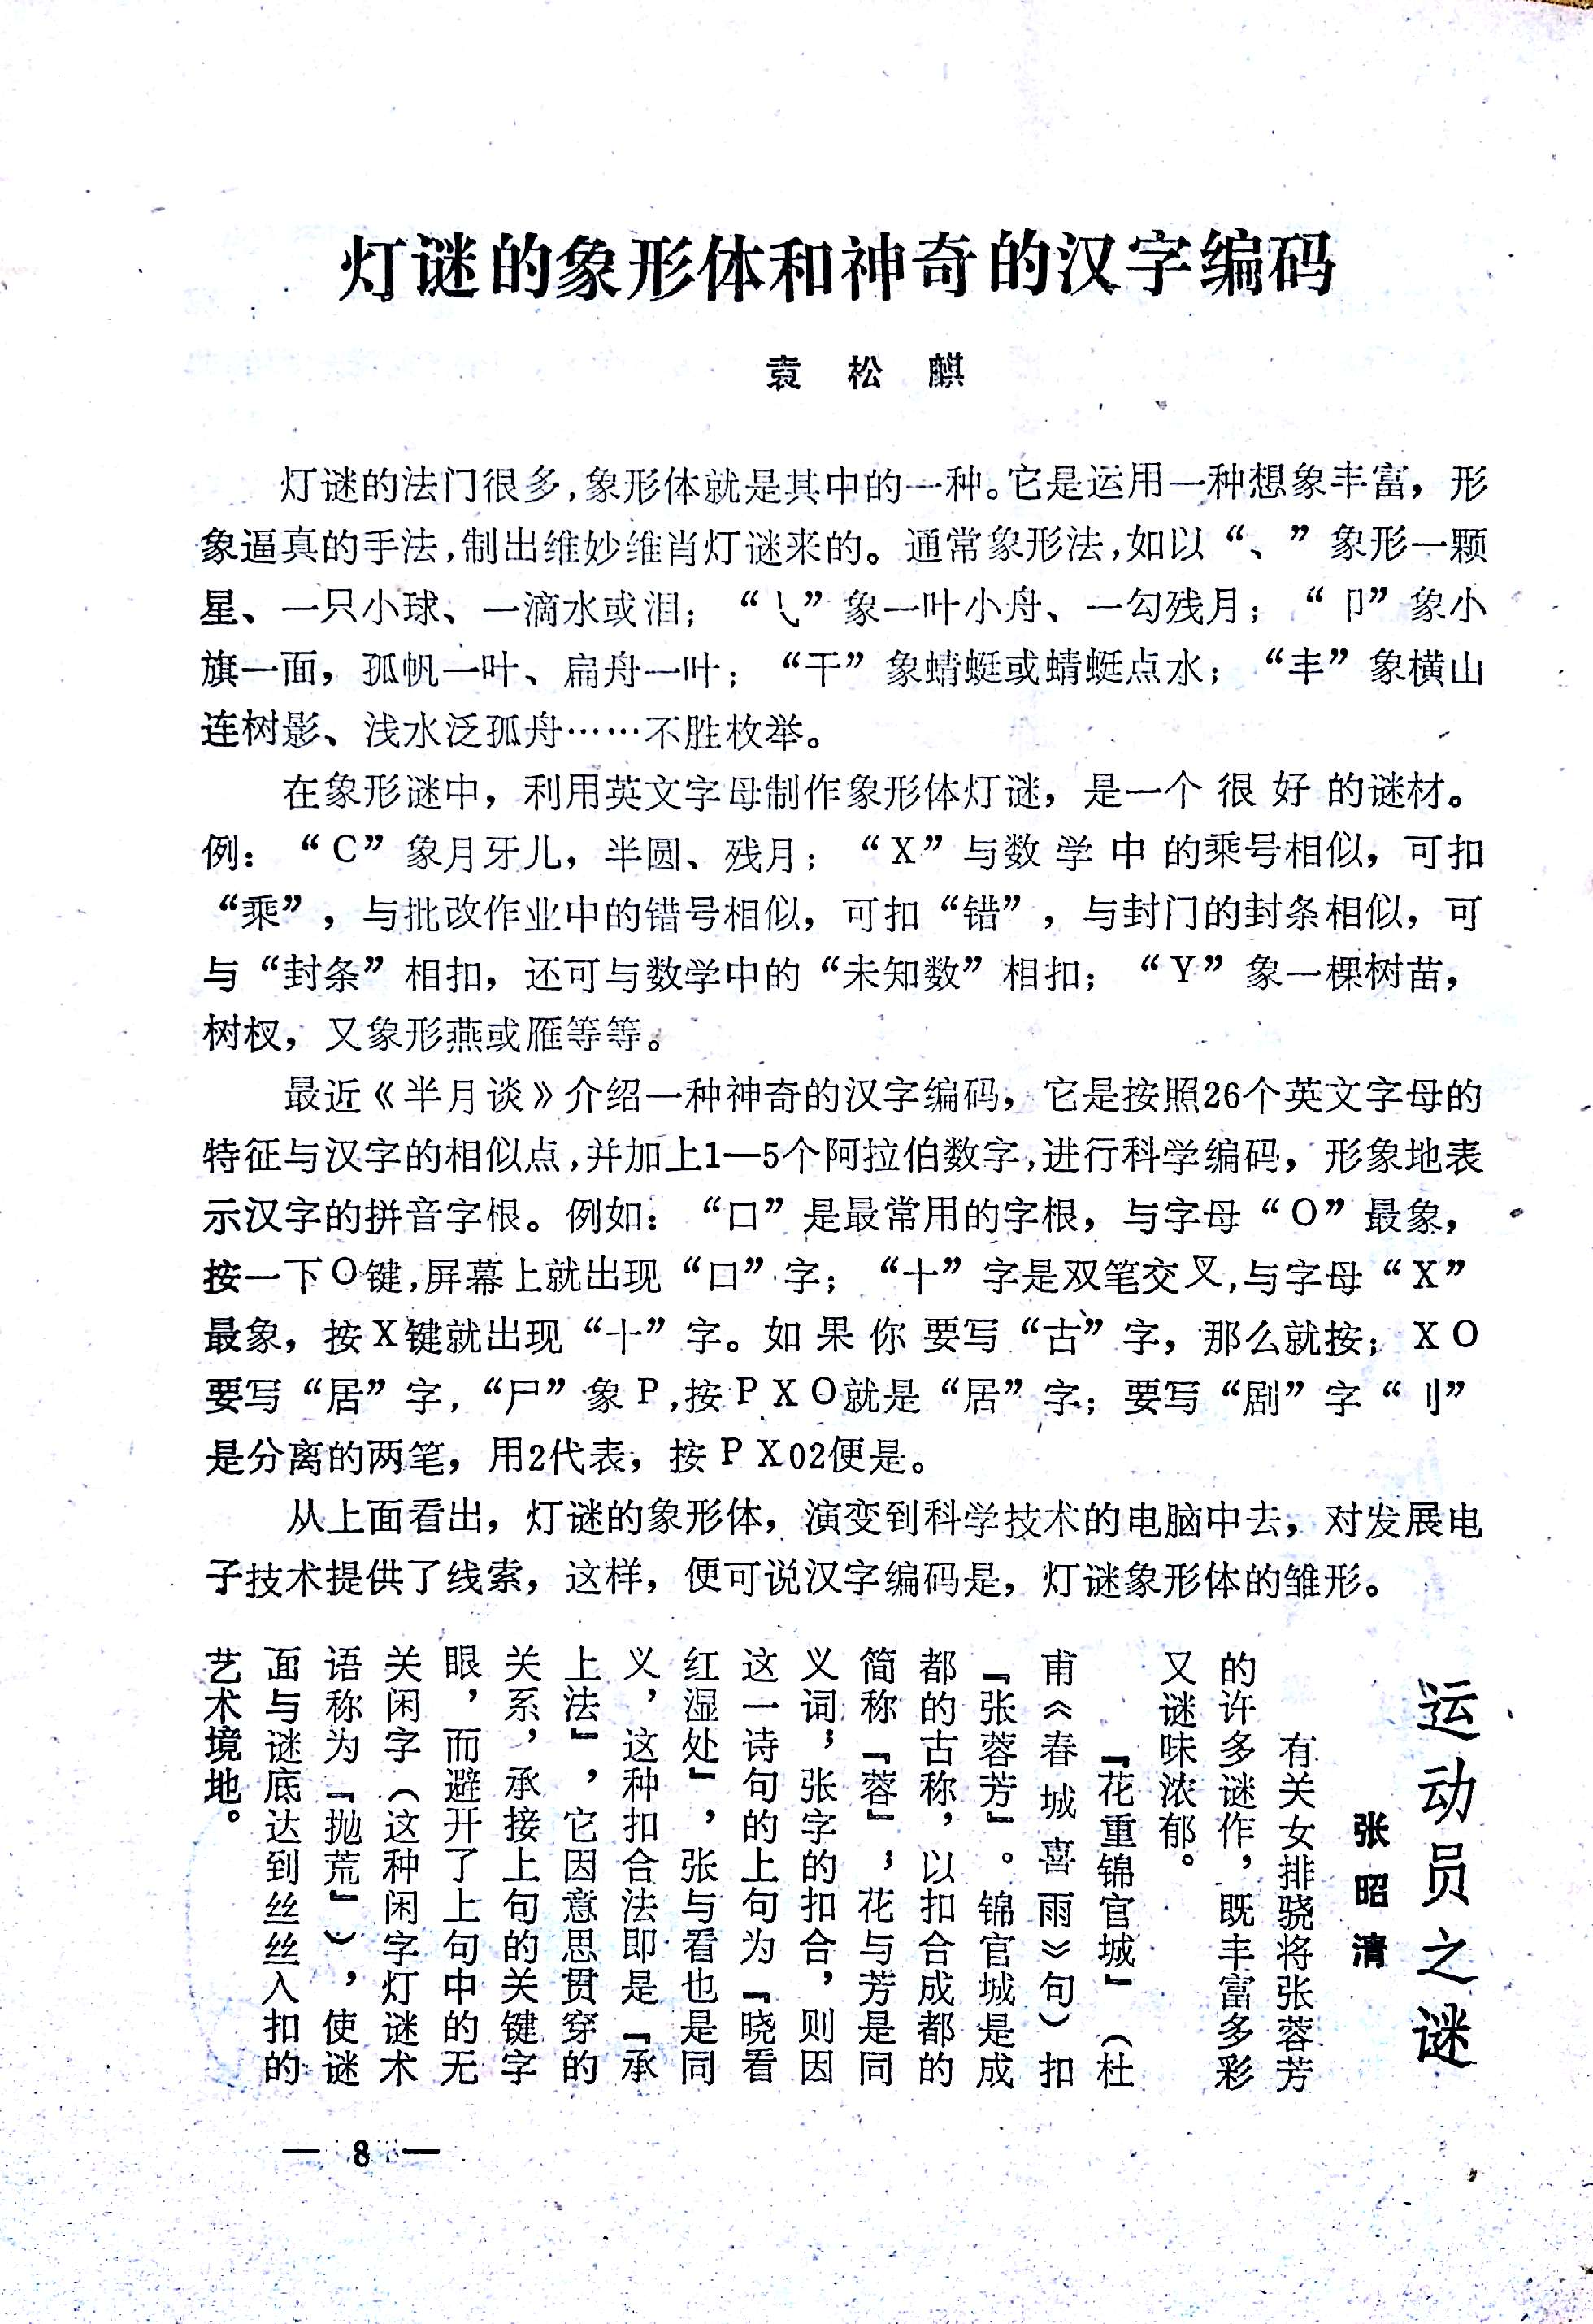 灯谜的象形体和神奇的汉字编码
袁松麒
灯谜的法门很多,象形体就是其中的一种。它是运用一种想象丰富，形
象逼真的手法,制出维妙维肖灯谜来的。通常象形法,如以“、”象形一颗
星、一只小球、一滴水或泪；“㇂”象一叶小舟、一勾残月；“卩”象小
旗一面，孤帆一叶、扁舟一叶；“干”象蜻蜓或蜻蜓点水；“丰”象横山
连树影、浅水泛孤舟……不胜枚举。
在象形谜中，利用英文字母制作象形体灯谜，是一个很好的谜材。
例：“C”象月牙儿，半圆、残月；“X”与数学中的乘号相似，可扣
“乘”，与批改作业中的错号相似，可扣“错”，与封门的封条相似，可
与“封条”相扣，还可与数学中的“未知数”相扣；“Y”象一棵树苗，
树杈，又象形燕或雁等等。
最近《半月谈》介绍一种神奇的汉字编码，它是按照26个英文字母的
特征与汉字的相似点,并加上1—5个阿拉伯数字,进行科学编码，形象地表
示汉字的拼音字根。例如：“口”是最常用的字根，与字母“O”最象，
按一下O键,屏幕上就出现“口”字；“十”字是双笔交叉,与字母“X”
最象，按X键就出现“十”字。如果你要写“古”字，那么就按；XO
要写“居”字，“尸”象P,按PXO就是“居”字；要写“剧”字“刂”
是分离的两笔，用2代表，按PX02便是。
从上面看出，灯谜的象形体，演变到科学技术的电脑中去，对发展电
子技术提供了线索，这样，便可说汉字编码是，灯谜象形体的雏形。
运动员之谜
张昭清
有关女排骁将张蓉芳
的许多谜作，既丰富多彩
又谜味浓郁。
『花重锦官城』（杜
甫《春城喜雨》句）扣
『张蓉芳』。锦官城是成
都的古称，以扣合成都的
简称『蓉』，花与芳是同
义词；张字的扣合，则因
这一诗句的上句为『晓看
红湿处』，张与看也是同
义，这种扣合法即是『承
上法』，它因意思贯穿的
关系，承接上句的关键字
眼，而避开了上句中的无
关闲字（这种闲字灯谜术
语称为『抛荒』），使谜
面与谜底达到丝丝入扣的
艺术境地。
— 8 —